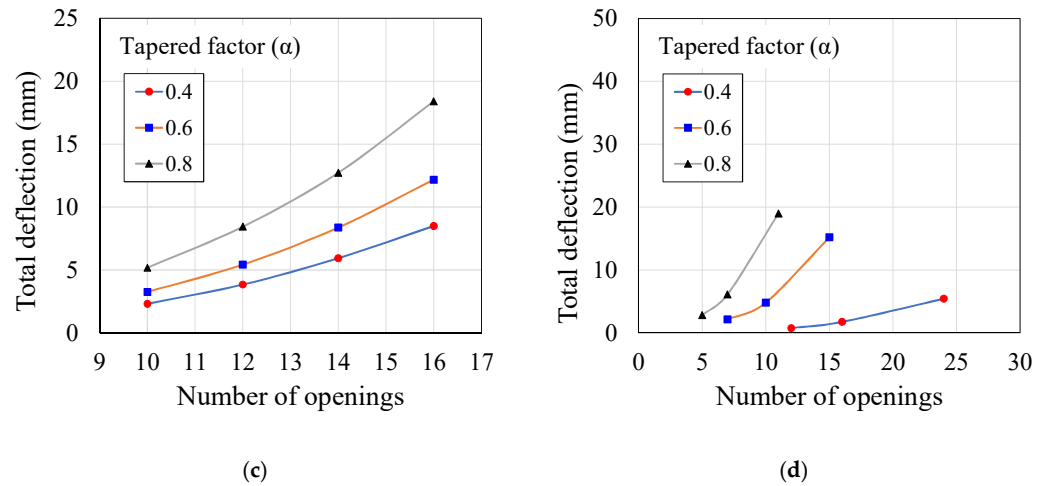 25
20
15
10
5
0
9 10 11 12 13 14 15 16 17
Total deflection (mm)
Number of openings
Tapered factor (α)
0.4
0.6
0.8
(c)
50
40
30
20
10
0
0 5 10 15 20 25 30
Total deflection (mm)
Number of openings
Tapered factor (α)
0.4
0.6
0.8
(d)